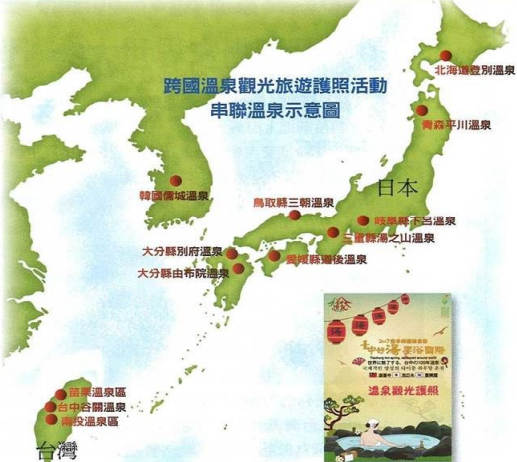 跨國溫泉觀光旅遊護照活動
串聯溫泉示意圖
北海道登別溫泉
青森平川溫泉
韓國儒城溫泉
鳥取縣三朝溫泉
日本
岐阜縣下呂溫泉
三重縣湯之山溫泉
大分縣別府溫泉
愛媛縣道後溫泉
大分縣由布院溫泉
苗栗溫泉區
台中谷關溫泉
南投溫泉區
台灣
溫泉觀光護照